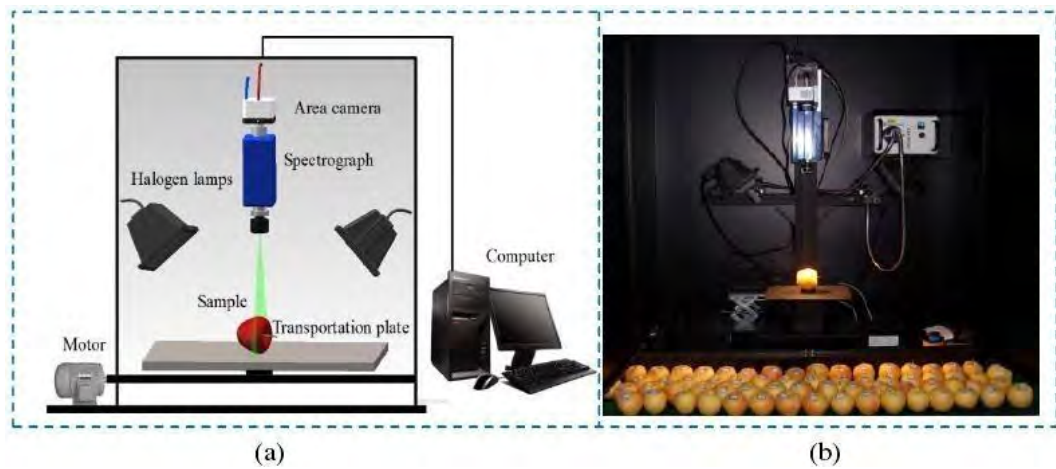 Area camera
Spectrograph
Halogen lamps
Computer
Sample
Transportation plate
Motor
(a)
(b)